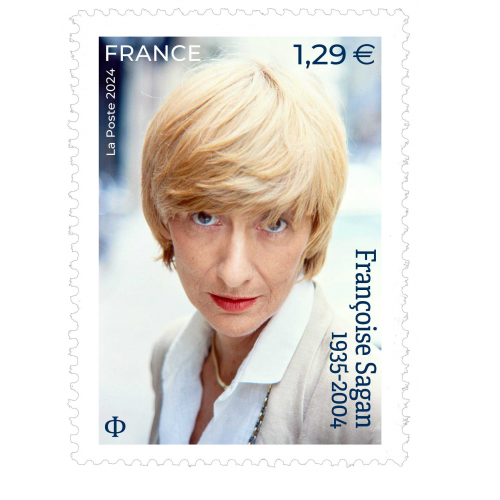 FRANCE
1,29 €
La Poste 2024
Françoise Sagan
1935-2004
Φ